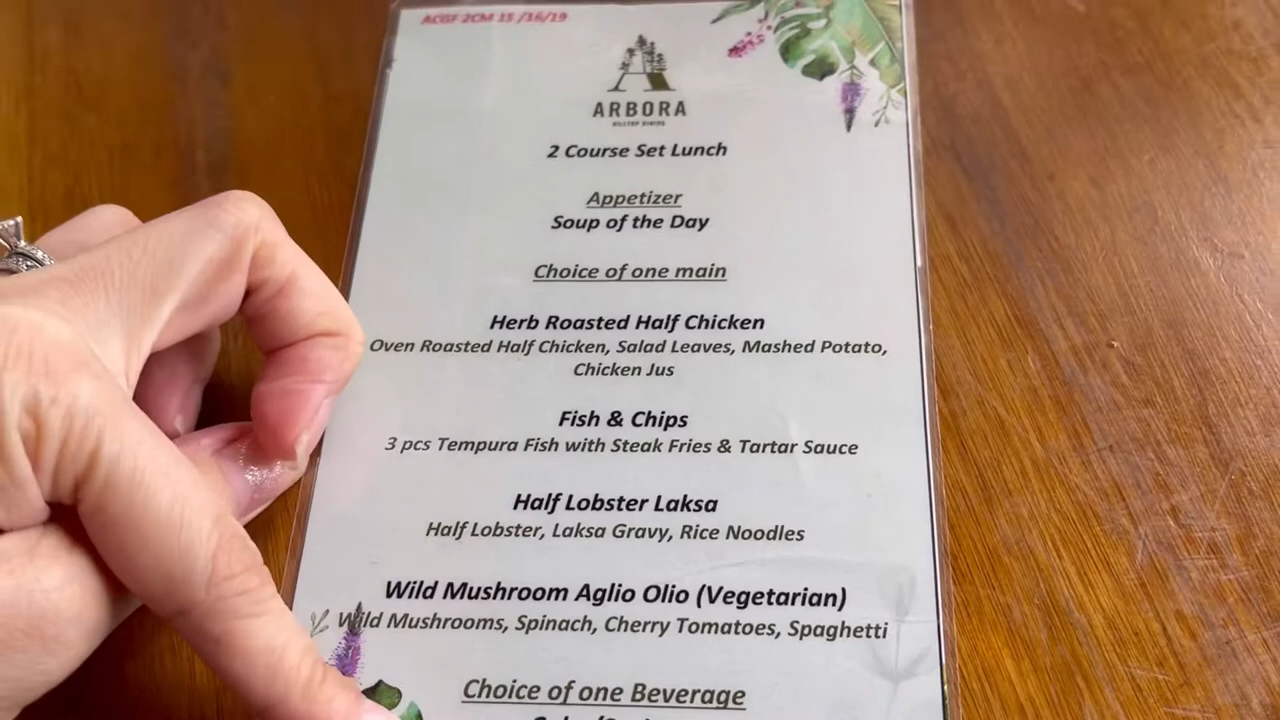 ACGF 2CM 15 /16/19
ARBORA
HILLTOP DINING
2 Course Set Lunch
Appetizer
Soup of the Day
Choice of one main
Herb Roasted Half Chicken
Oven Roasted Half Chicken, Salad Leaves, Mashed Potato,
Chicken Jus
Fish & Chips
3 pcs Tempura Fish with Steak Fries & Tartar Sauce
Half Lobster Laksa
Half Lobster, Laksa Gravy, Rice Noodles
Wild Mushroom Aglio Olio (Vegetarian)
Wild Mushrooms, Spinach, Cherry Tomatoes, Spaghetti
Choice of one Beverage